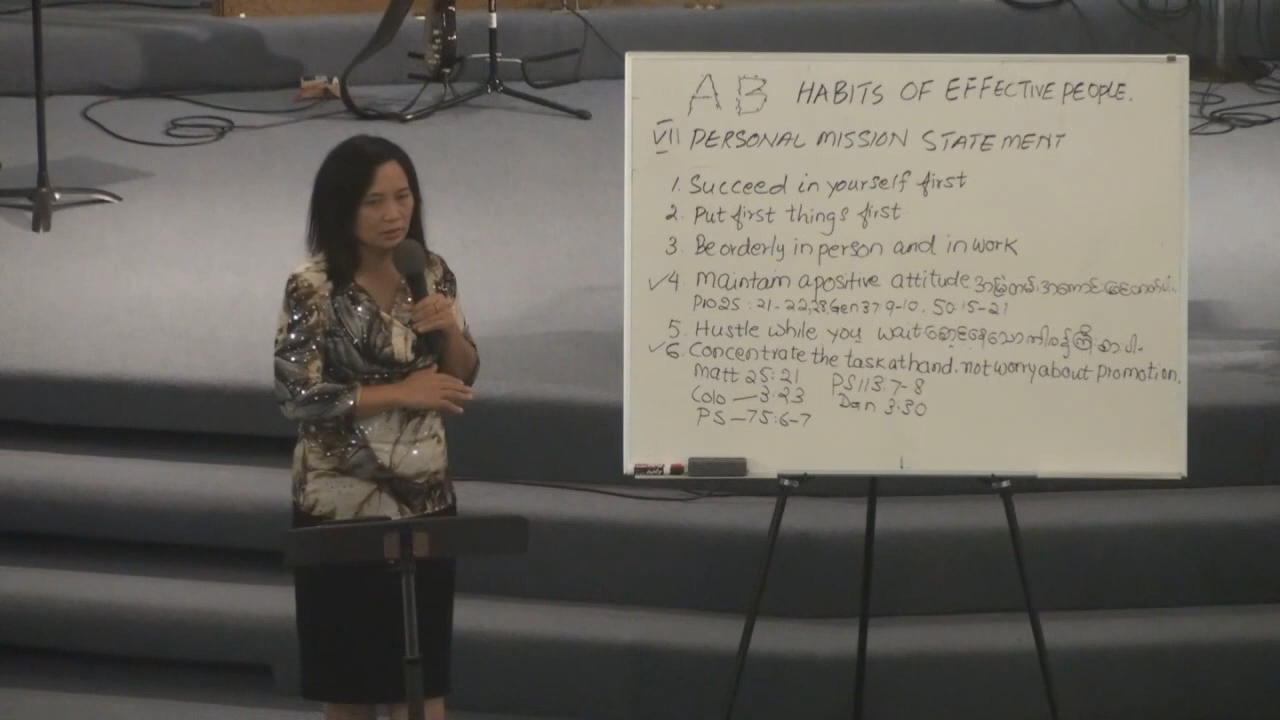 AB HABITS OF EFFECTIVE PEOPLE.
VII PERSONAL MISSION STATEMENT
1. Succeed in yourself first
2. Put first things first
3. Be orderly in person and in work
✓4. Maintain a positive attitude
Pro 25:21-22,28, Gen 37 9-10. 50:15-21
5. Hustle while you wait
✓6. Concentrate the task at hand. not worry about promotion.
Matt 25:21 PS 113:7-8
Colo — 3:23 Dan 3:30
PS — 75:6-7